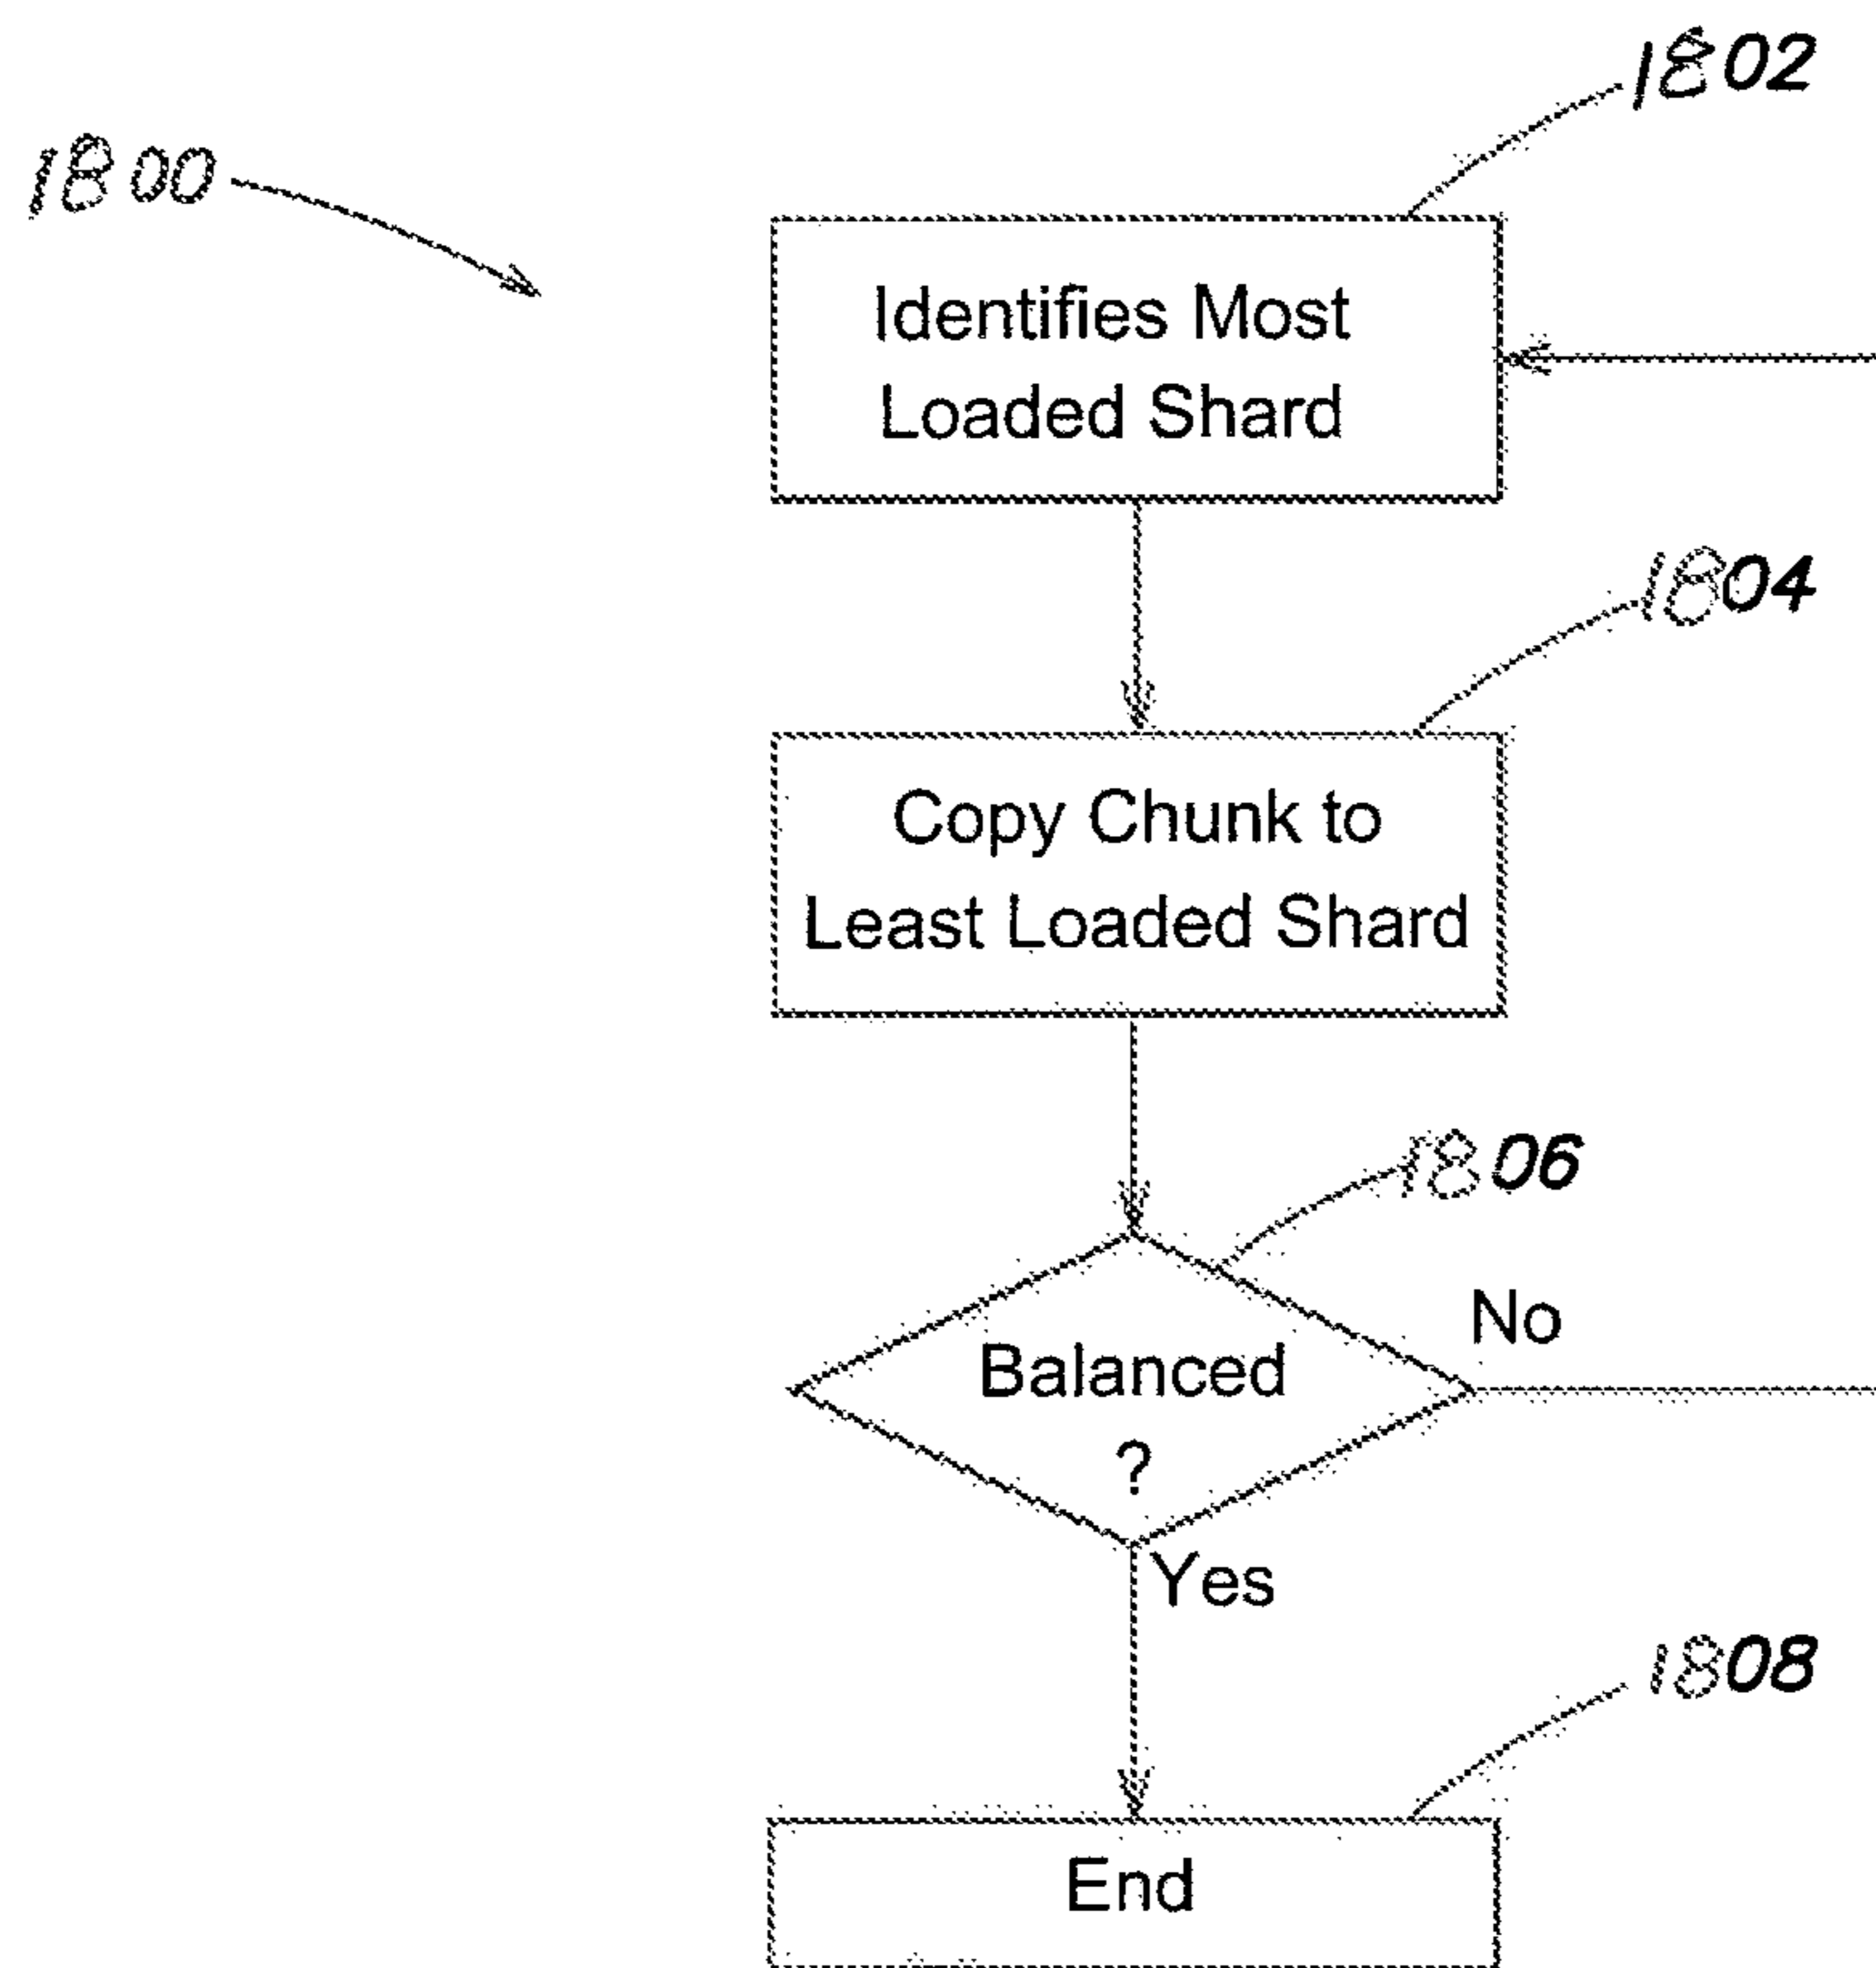 1802
1800
Identifies Most
Loaded Shard
1804
Copy Chunk to
Least Loaded Shard
1806
No
Balanced
?
Yes
1808
End